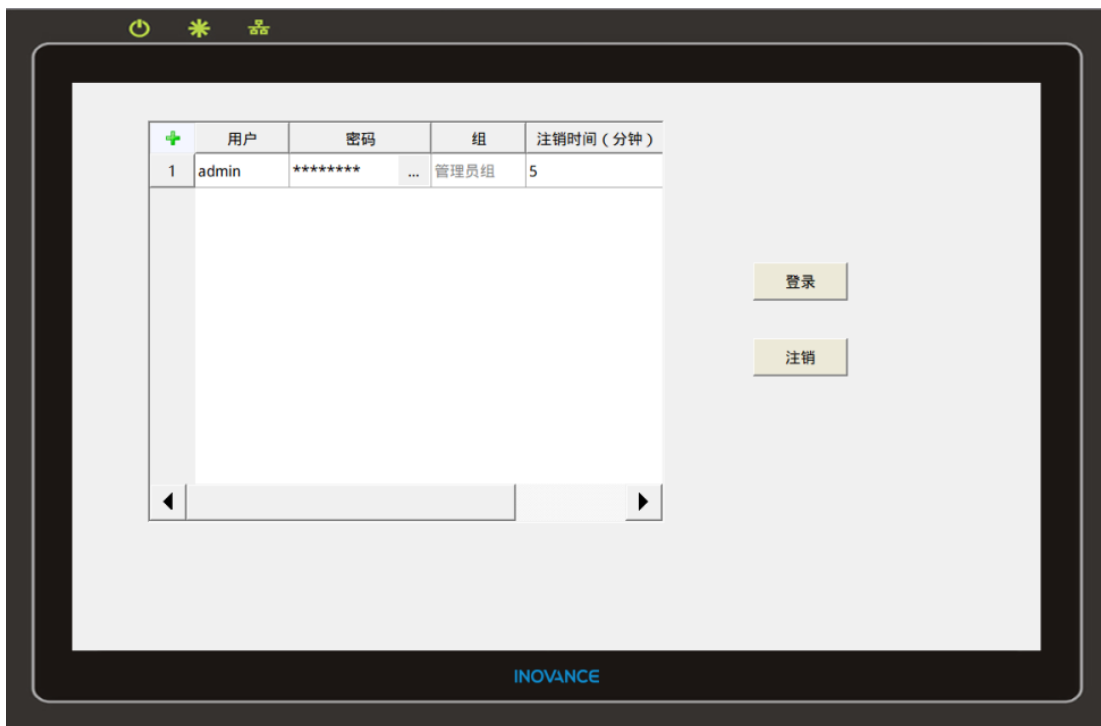 用户 密码 组 注销时间（分钟）
1 admin ******** ... 管理员组 5
登录
注销
INOVANCE